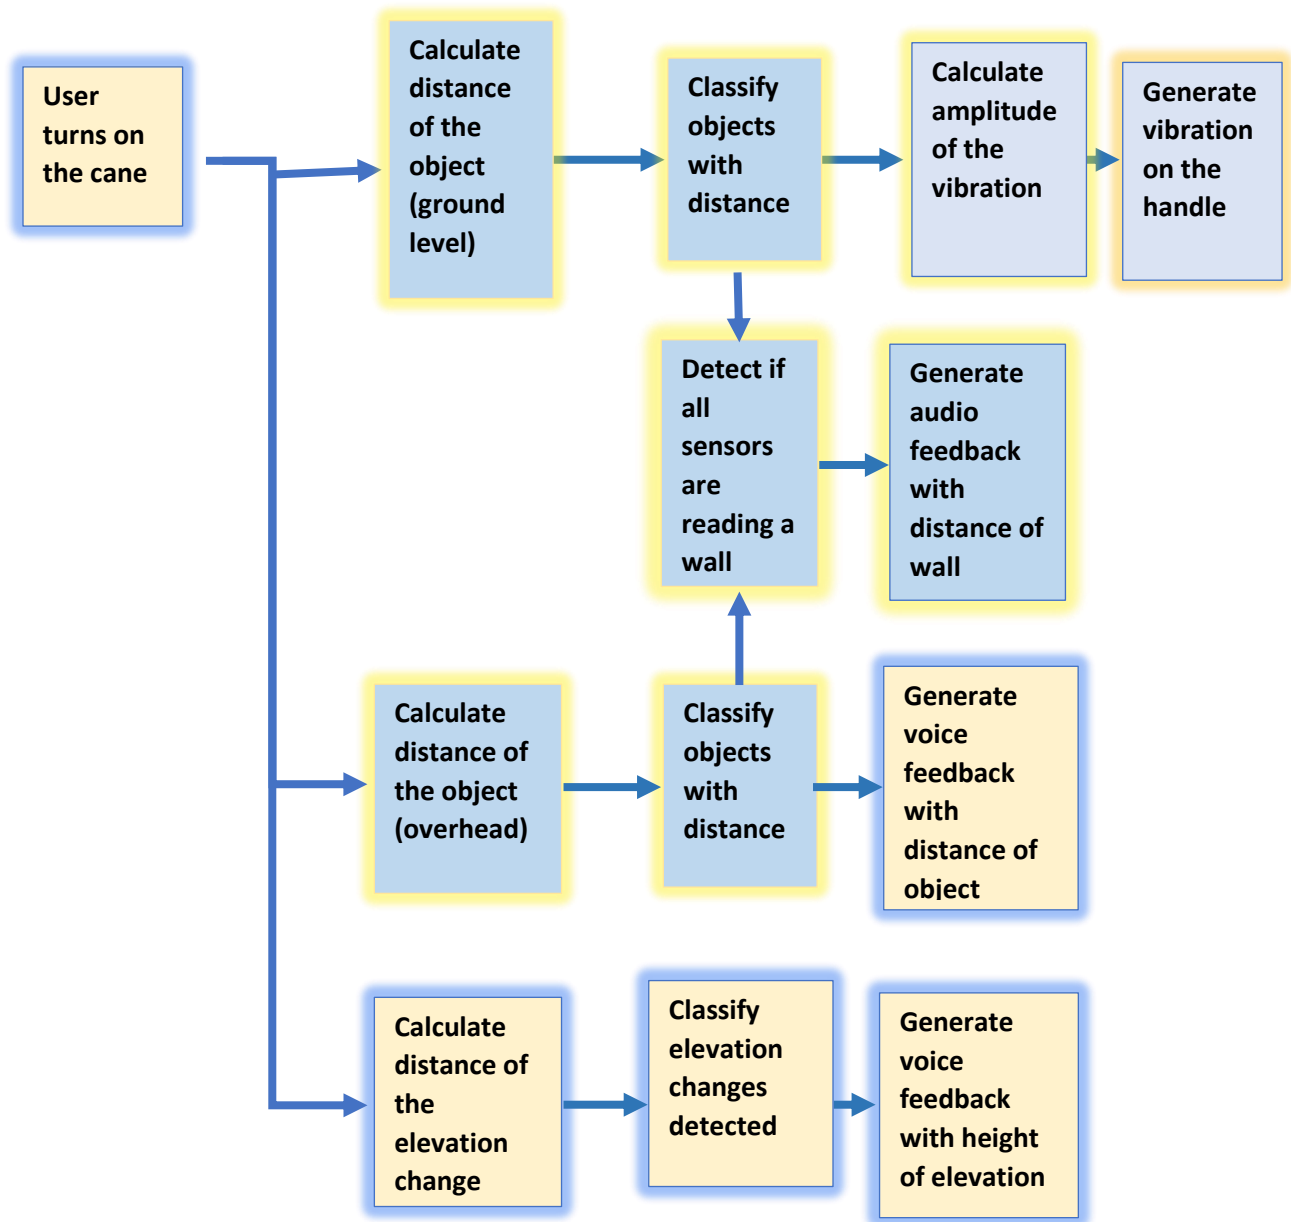 User
turns on
the cane
Calculate
distance
of the
object
(ground
level)
Classify
objects
with
distance
Calculate
amplitude
of the
vibration
Generate
vibration
on the
handle
Detect if
all
sensors
are
reading a
wall
Generate
audio
feedback
with
distance of
wall
Calculate
distance of
the object
(overhead)
Classify
objects
with
distance
Generate
voice
feedback
with
distance of
object
Calculate
distance of
the
elevation
change
Classify
elevation
changes
detected
Generate
voice
feedback
with height
of elevation